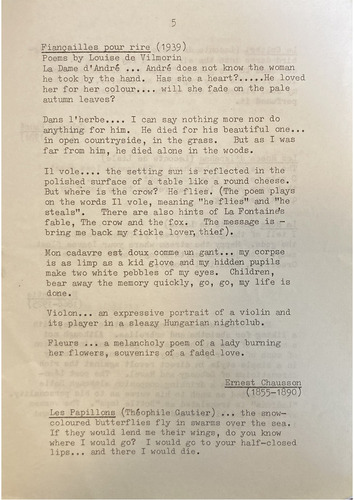 5
Fiançailles pour rire (1939)
Poems by Louise de Vilmorin
La Dame d'André ... André does not know the woman
he took by the hand.  Has she a heart?.....He loved
her for her colour.... will she fade on the pale
autumn leaves?
Dans l'herbe.... I can say nothing more nor do
anything for him.  He died for his beautiful one...
in open countryside, in the grass.  But as I was
far from him, he died alone in the woods.
Il vole.... the setting sun is reflected in the
polished surface of a table like a round cheese.
But where is the crow?  He flies. (The poem plays
on the words Il vole, meaning "he flies" and "he
steals".  There are also hints of La Fontaine's
fable, The crow and the fox.  The message is -
bring me back my fickle lover, thief).
Mon cadavre est doux comme un gant... my corpse
is as limp as a kid glove and my hidden pupils
make two white pebbles of my eyes.  Children,
bear away the memory quickly, go, go, my life is
done.
Violon... an expressive portrait of a violin and
its player in a sleazy Hungarian nightclub.
Fleurs ... a melancholy poem of a lady burning
her flowers, souvenirs of a faded love.
Ernest Chausson
(1855-1890)
Les Papillons (Théophile Gautier) ... the snow-
coloured butterflies fly in swarms over the sea.
If they would lend me their wings, do you know
where I would go?  I would go to your half-closed
lips... and there I would die.